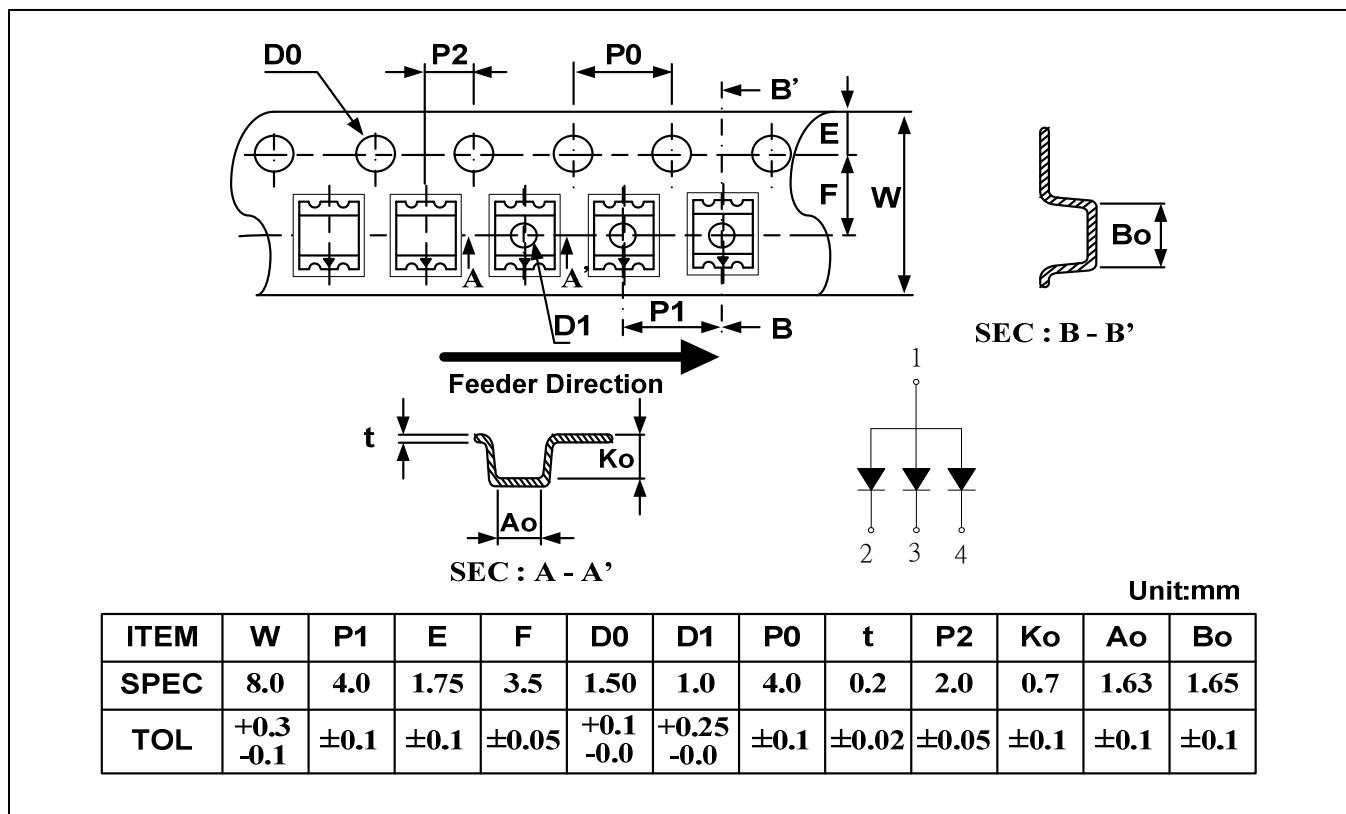 D0
P2
P0
B’
E
F
W
Bo
A
A’
P1
D1
B
SEC : B - B’
Feeder Direction
1
t
Ko
Ao
2 3 4
SEC : A - A’
Unit:mm
ITEM W P1 E F D0 D1 P0 t P2 Ko Ao Bo
SPEC 8.0 4.0 1.75 3.5 1.50 1.0 4.0 0.2 2.0 0.7 1.63 1.65
TOL +0.3 -0.1 ±0.1 ±0.1 ±0.05 +0.1 -0.0 +0.25 -0.0 ±0.1 ±0.02 ±0.05 ±0.1 ±0.1 ±0.1